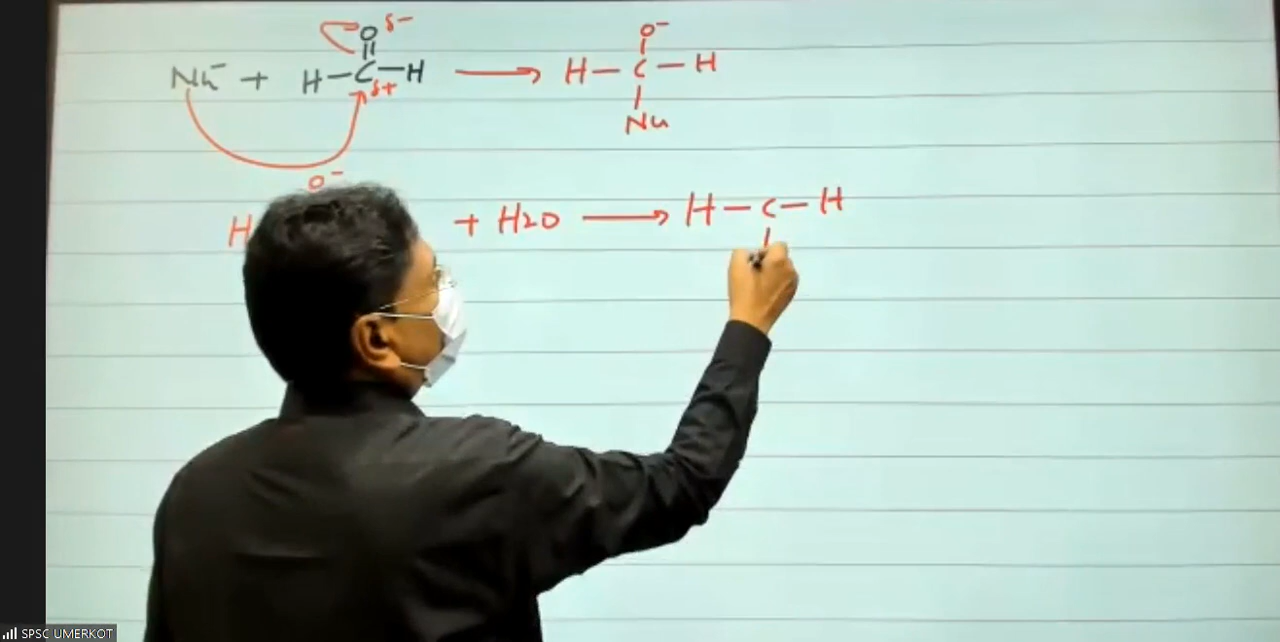 O δ-
Nu- + H-C-H → H-C-H
δ+
O-
Nu
O-
H + H2O → H-C-H
SPSC UMERKOT